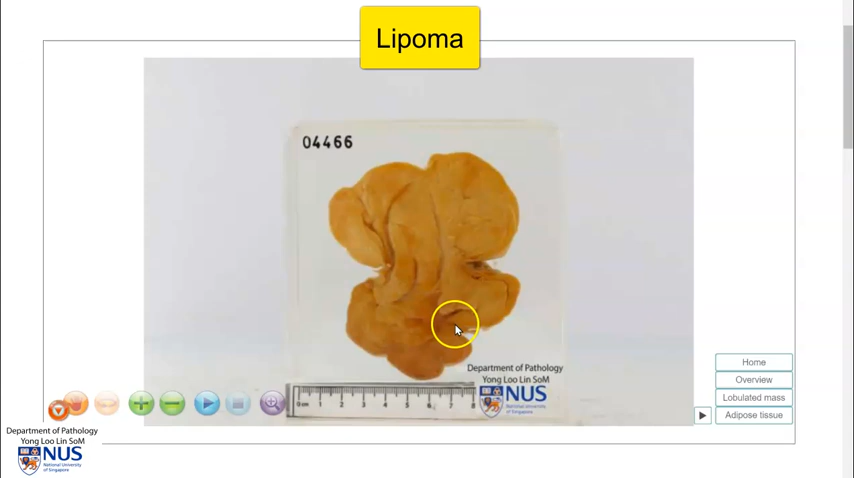 Lipoma
04466
Department of Pathology
Yong Loo Lin SoM
NUS
National University
of Singapore
0 cm 1 2 3 4 5 6 7 8
Home
Overview
Lobulated mass
Adipose tissue
Department of Pathology
Yong Loo Lin SoM
NUS
National University
of Singapore